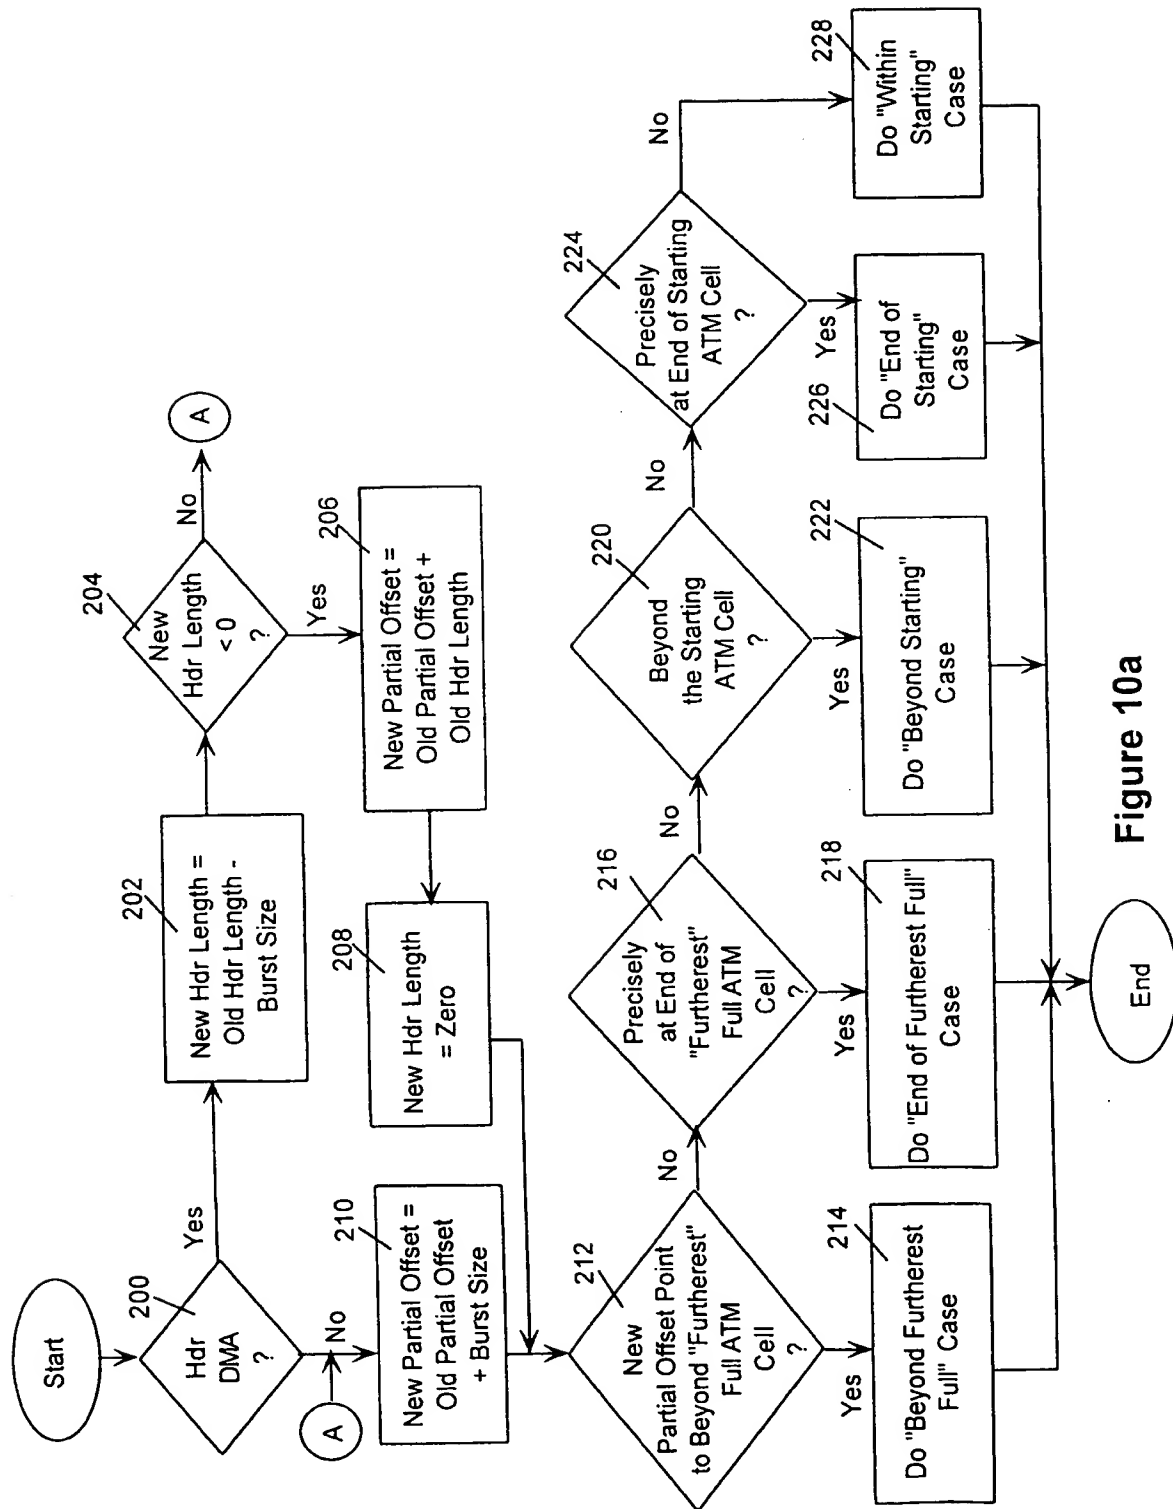 Start
200
Hdr
DMA
?
Yes
No
A
202
New Hdr Length =
Old Hdr Length -
Burst Size
204
New
Hdr Length
< 0
?
No
A
Yes
206
New Partial Offset =
Old Partial Offset +
Old Hdr Length
208
New Hdr Length
= Zero
210
New Partial Offset =
Old Partial Offset
+ Burst Size
212
New
Partial Offset Point
to Beyond "Furtherest"
Full ATM
Cell
?
Yes
No
214
Do "Beyond Furtherest
Full" Case
216
Precisely
at End of
"Furtherest"
Full ATM
Cell
?
Yes
No
218
Do "End of Furtherest Full"
Case
220
Beyond
the Starting
ATM Cell
?
Yes
No
222
Do "Beyond Starting"
Case
224
Precisely
at End of Starting
ATM Cell
?
Yes
No
226
Do "End of
Starting"
Case
228
Do "Within
Starting"
Case
End
Figure 10a